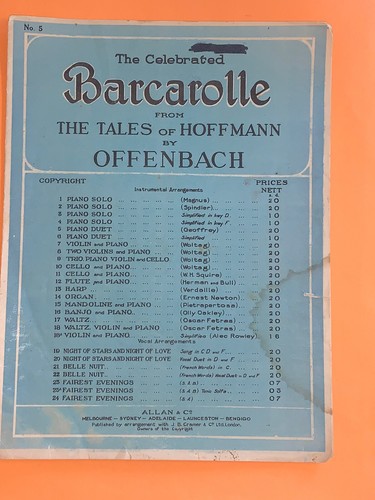 No. 5
The Celebrated
Barcarolle
FROM
THE TALES OF HOFFMANN
BY
OFFENBACH
COPYRIGHT PRICES
Instrumental Arrangements NETT
1 PIANO SOLO (Magnus) 2 0
2 PIANO SOLO (Spindler) 2 0
3 PIANO SOLO Simplified in key D 1 0
4 PIANO SOLO Simplified in key F 1 0
5 PIANO DUET (Geoffrey) 2 0
6 PIANO DUET Simplified
7 VIOLIN and PIANO (Woitag) 2 0
8 TWO VIOLINS and PIANO (Woitag) 2 0
9 TRIO, PIANO VIOLIN and CELLO (Woitag) 2 0
10 CELLO and PIANO (Woitag) 2 0
11 CELLO and PIANO (W.H. Squire) 2 0
12 FLUTE and PIANO (Herman and Bull) 2 0
13 HARP (Verdalle) 2 0
14 ORGAN (Ernest Newton) 2 0
15 MANDOLINE and PIANO (Pietrapertosa) 2 0
16 BANJO and PIANO (Olly Oakley) 2 0
17 WALTZ (Oscar Fetras) 2 0
18 WALTZ, VIOLIN and PIANO (Oscar Fetras) 2 0
VIOLIN and PIANO Simplified (Alec Rowley) 1 6
Vocal Arrangements
19 NIGHT OF STARS AND NIGHT OF LOVE Song in C D and F 2 0
20 NIGHT OF STARS AND NIGHT OF LOVE Vocal Duet in D and F 2 0
21 BELLE NUIT (French Words) in C 2 0
22 BELLE NUIT (French Words) Vocal Duet in D and F 2 0
23 FAIREST EVENINGS (S.S.) 0 7
FAIREST EVENINGS Tonic Solfa 0 3
24 FAIREST EVENINGS (S.A) 0 7
ALLAN & Co.
MELBOURNE - SYDNEY - ADELAIDE - LAUNCESTON - BENDIGO
Published by arrangement with J. B. Cramer & Co. Ltd. London.
Owners of the Copyright